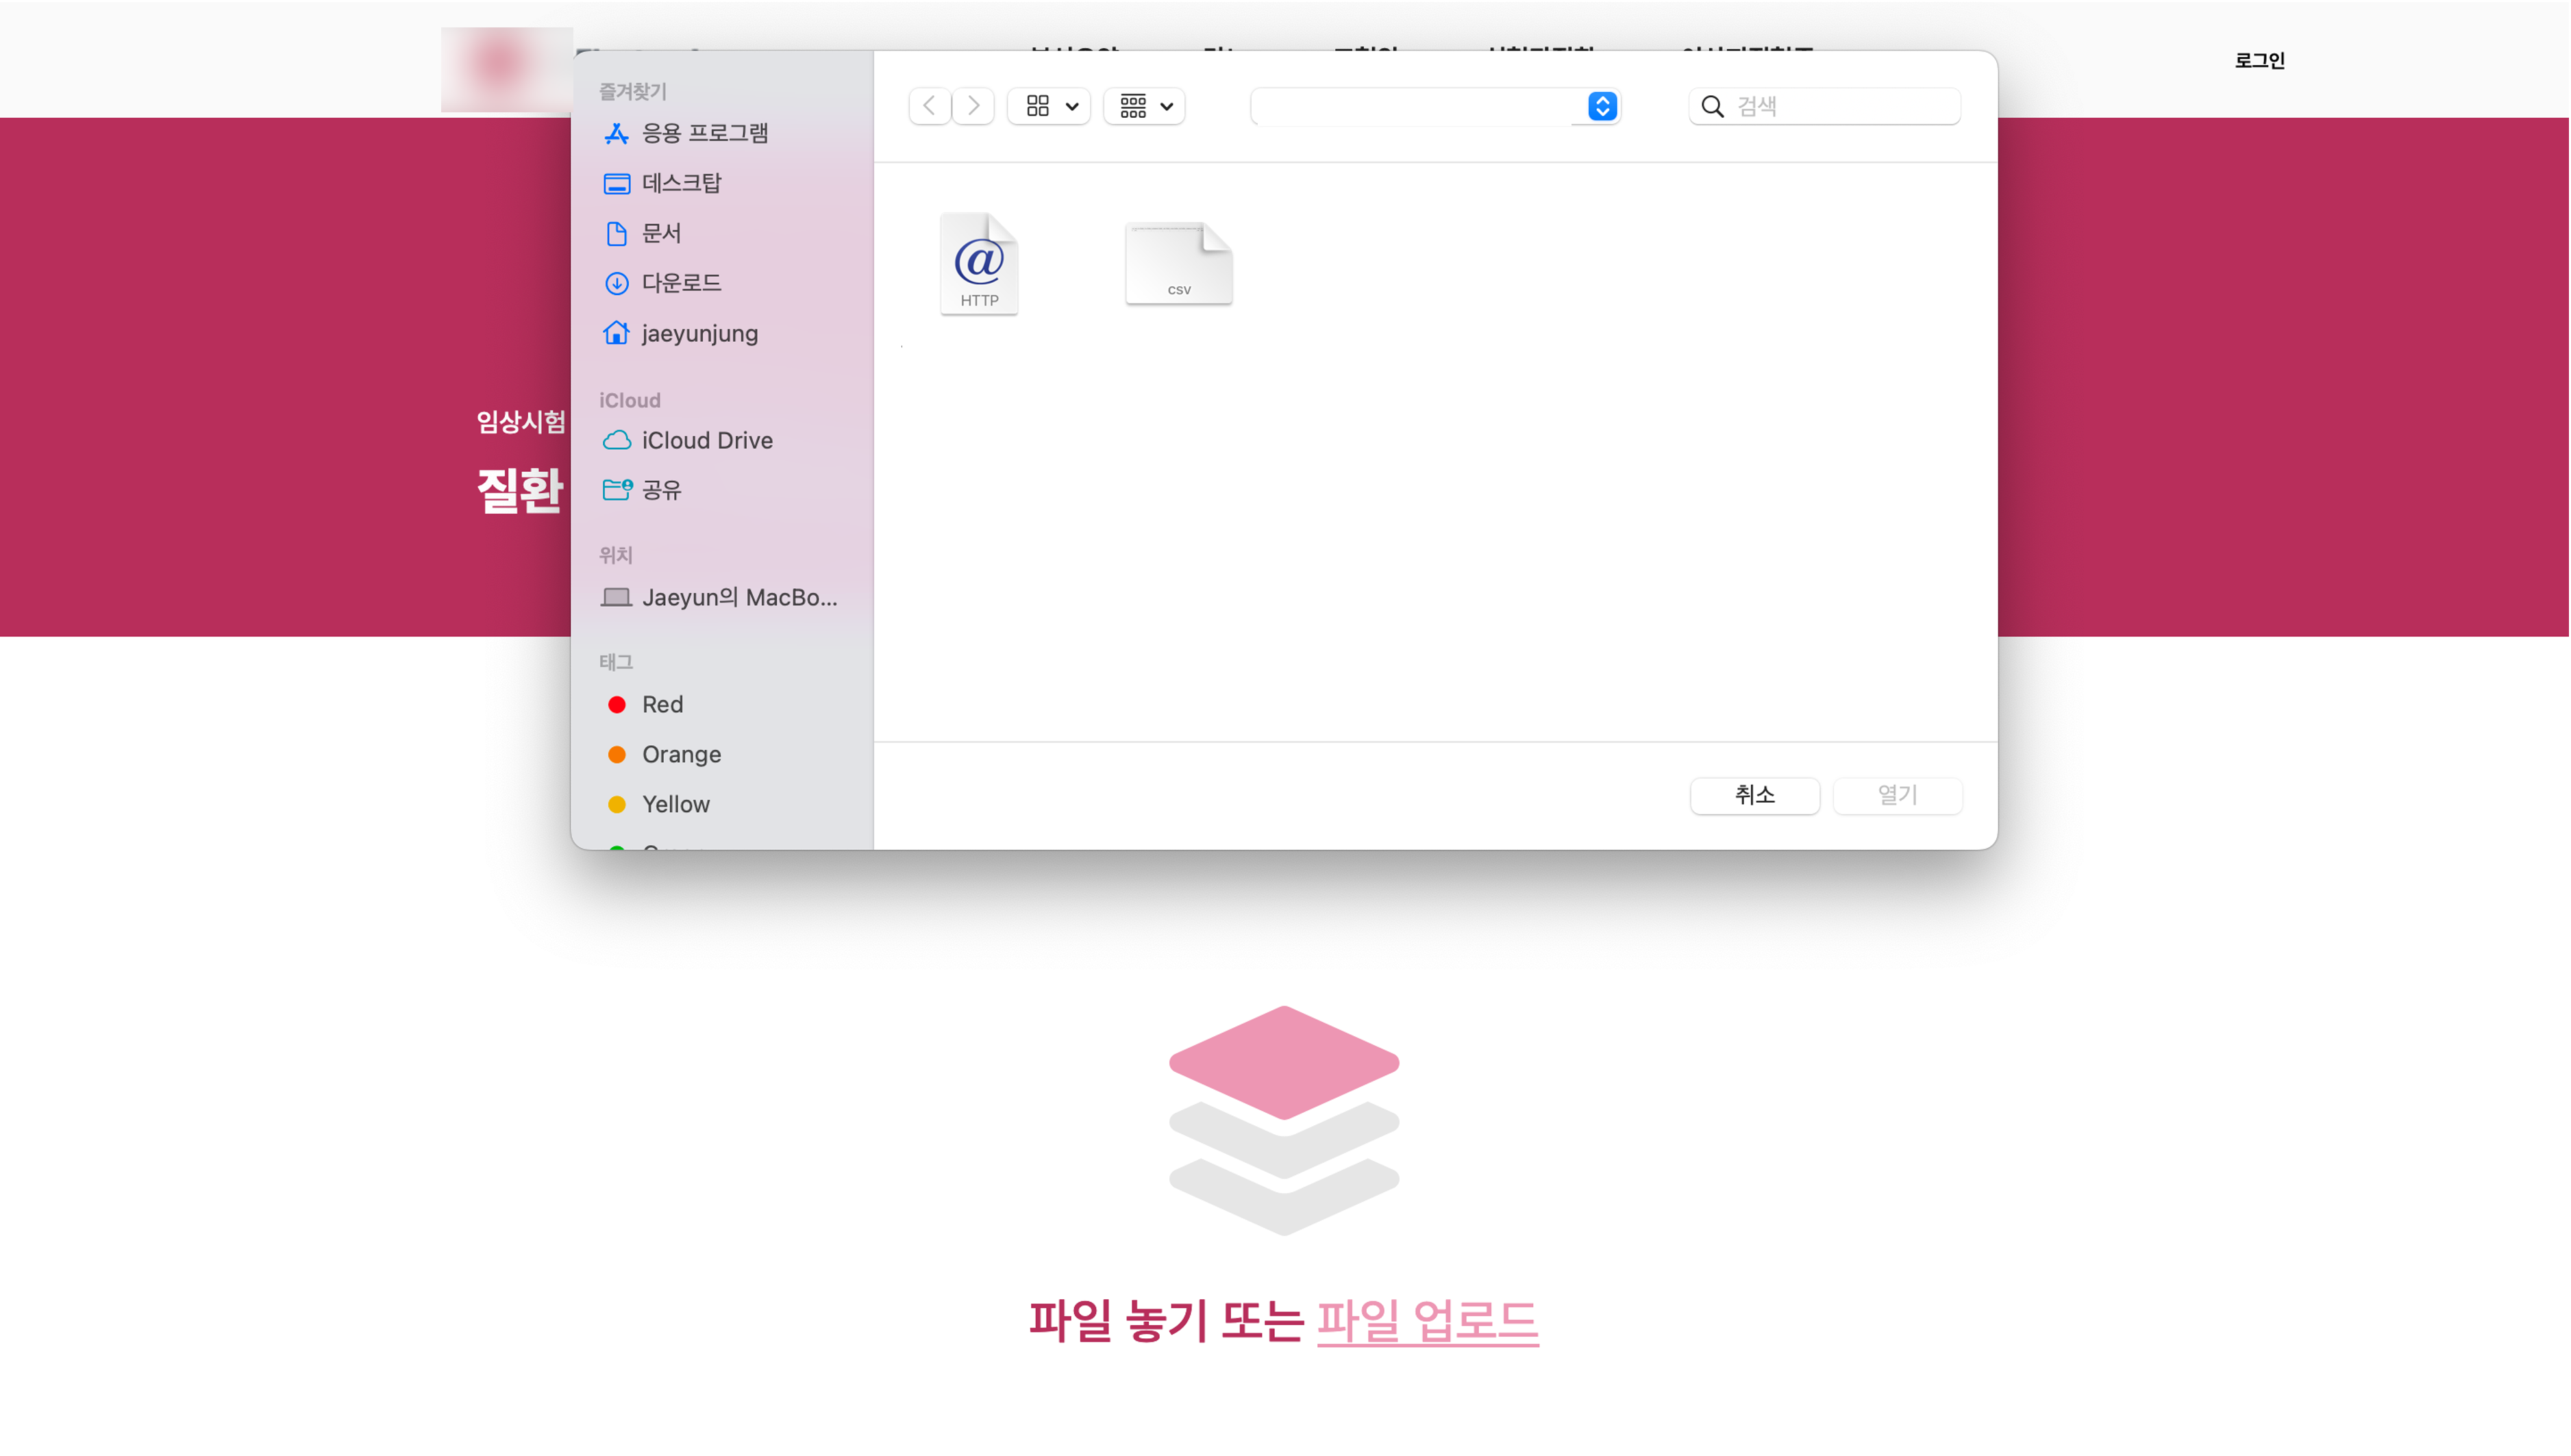 로그인
즐겨찾기
응용 프로그램
데스크탑
문서
다운로드
jaeyunjung
iCloud
iCloud Drive
공유
위치
Jaeyun의 MacBo...
태그
Red
Orange
Yellow
검색
@
HTTP
CSV
취소
열기
임상시험
질환
파일 놓기 또는 파일 업로드